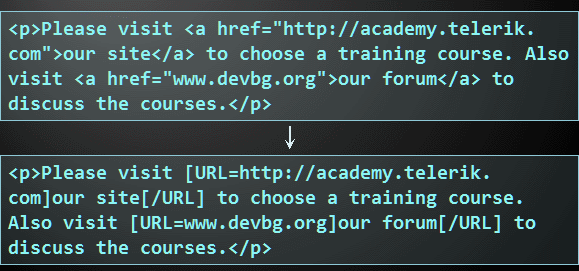 <p>Please visit <a href="http://academy.telerik.
com">our site</a> to choose a training course. Also
visit <a href="www.devbg.org">our forum</a> to
discuss the courses.</p>
<p>Please visit [URL=http://academy.telerik.
com]our site[/URL] to choose a training course.
Also visit [URL=www.devbg.org]our forum[/URL] to
discuss the courses.</p>